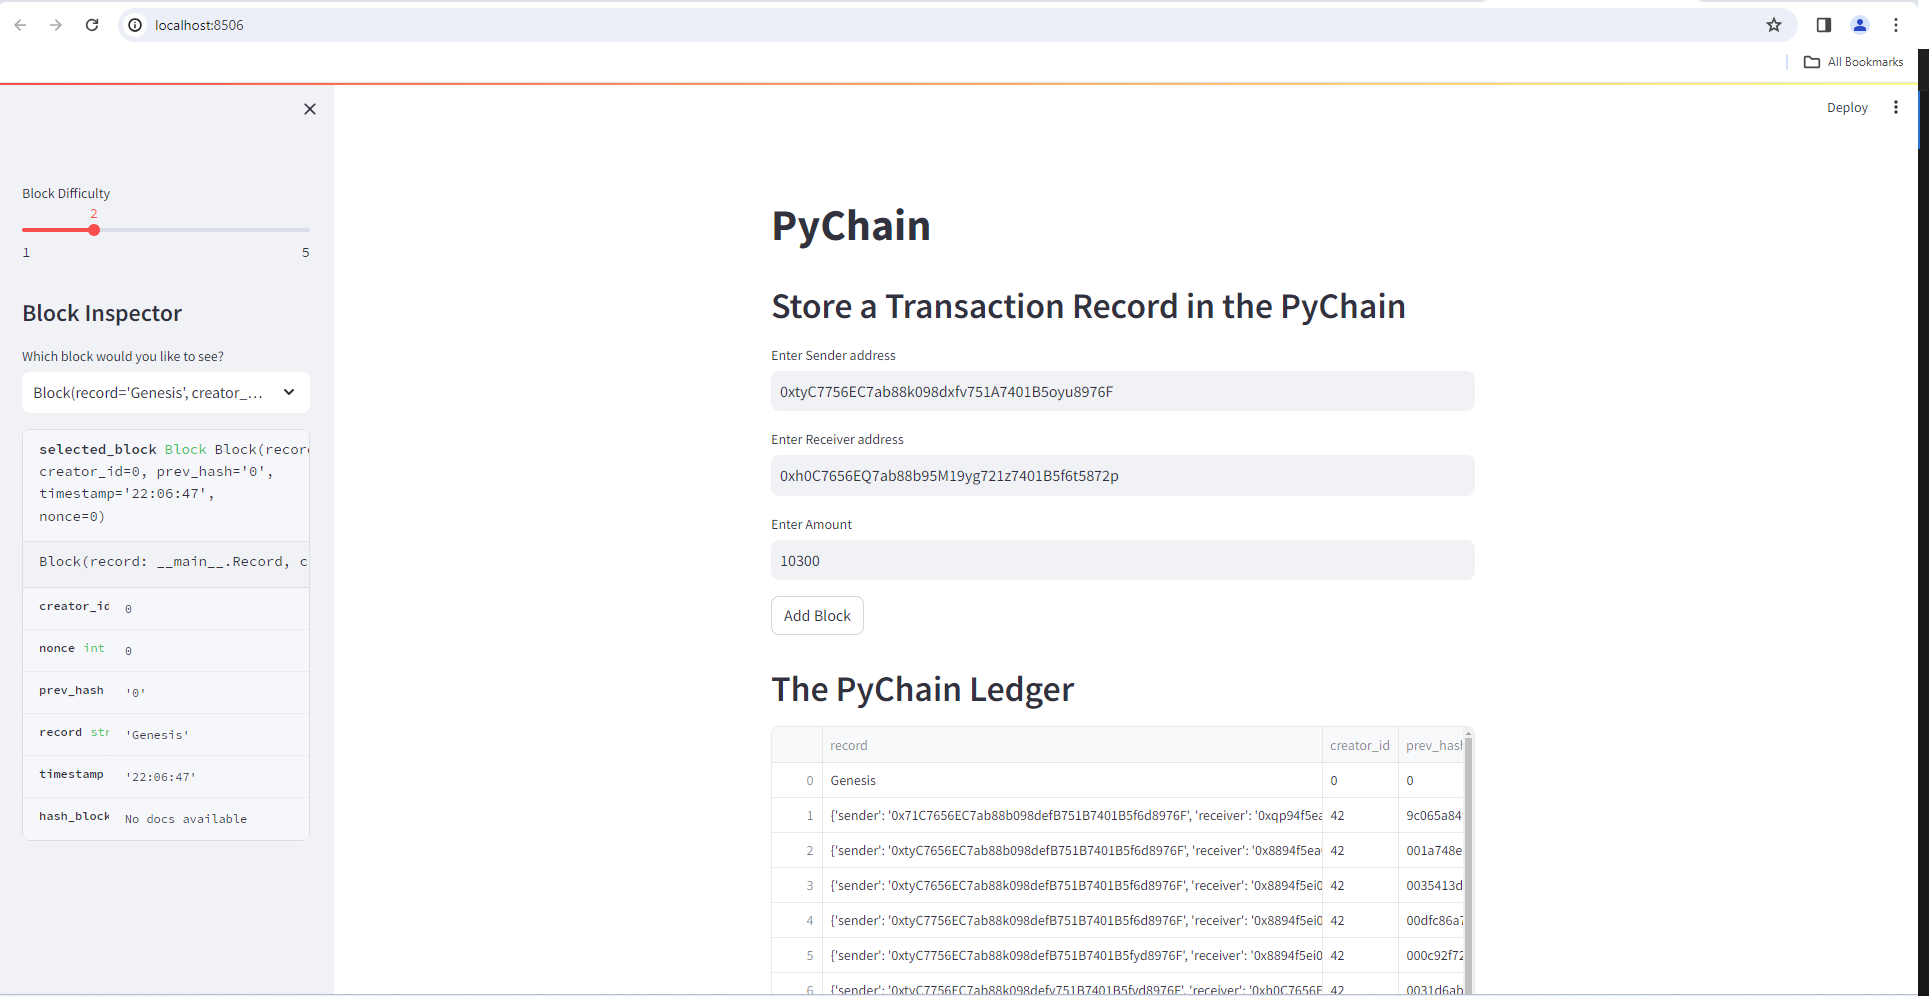 localhost:8506
All Bookmarks
Deploy
Block Difficulty
2
1 5
Block Inspector
Which block would you like to see?
Block(record='Genesis', creator_...
selected_block Block Block(recor
creator_id=0, prev_hash='0',
timestamp='22:06:47',
nonce=0)
Block(record: __main__.Record, c
creator_id 0
nonce int 0
prev_hash '0'
record str 'Genesis'
timestamp '22:06:47'
hash_block No docs available
PyChain
Store a Transaction Record in the PyChain
Enter Sender address
0xtyC7756EC7ab88k098dxfv751A7401B5oyu8976F
Enter Receiver address
0xh0C7656EQ7ab88b95M19yg721z7401B5f6t5872p
Enter Amount
10300
Add Block
The PyChain Ledger
record creator_id prev_hash
0 Genesis 0 0
1 {'sender': '0x71C7656EC7ab88b098defB751B7401B5f6d8976F', 'receiver': '0xqp94f5ea 42 9c065a84
2 {'sender': '0xtyC7656EC7ab88b098defB751B7401B5f6d8976F', 'receiver': '0x8894f5ea 42 001a748e
3 {'sender': '0xtyC7656EC7ab88k098defB751B7401B5f6d8976F', 'receiver': '0x8894f5ei0 42 0035413d
4 {'sender': '0xtyC7756EC7ab88k098defB751B7401B5f6d8976F', 'receiver': '0x8894f5ei0 42 00dfc86a7
5 {'sender': '0xtyC7756EC7ab88k098defB751B7401B5fyd8976F', 'receiver': '0x8894f5ei0 42 000c92f72
6 {'sender': '0xtyC7756EC7ab88k098defv751B7401B5fyd8976F', 'receiver': '0xh0C7656E 42 0031d6ab